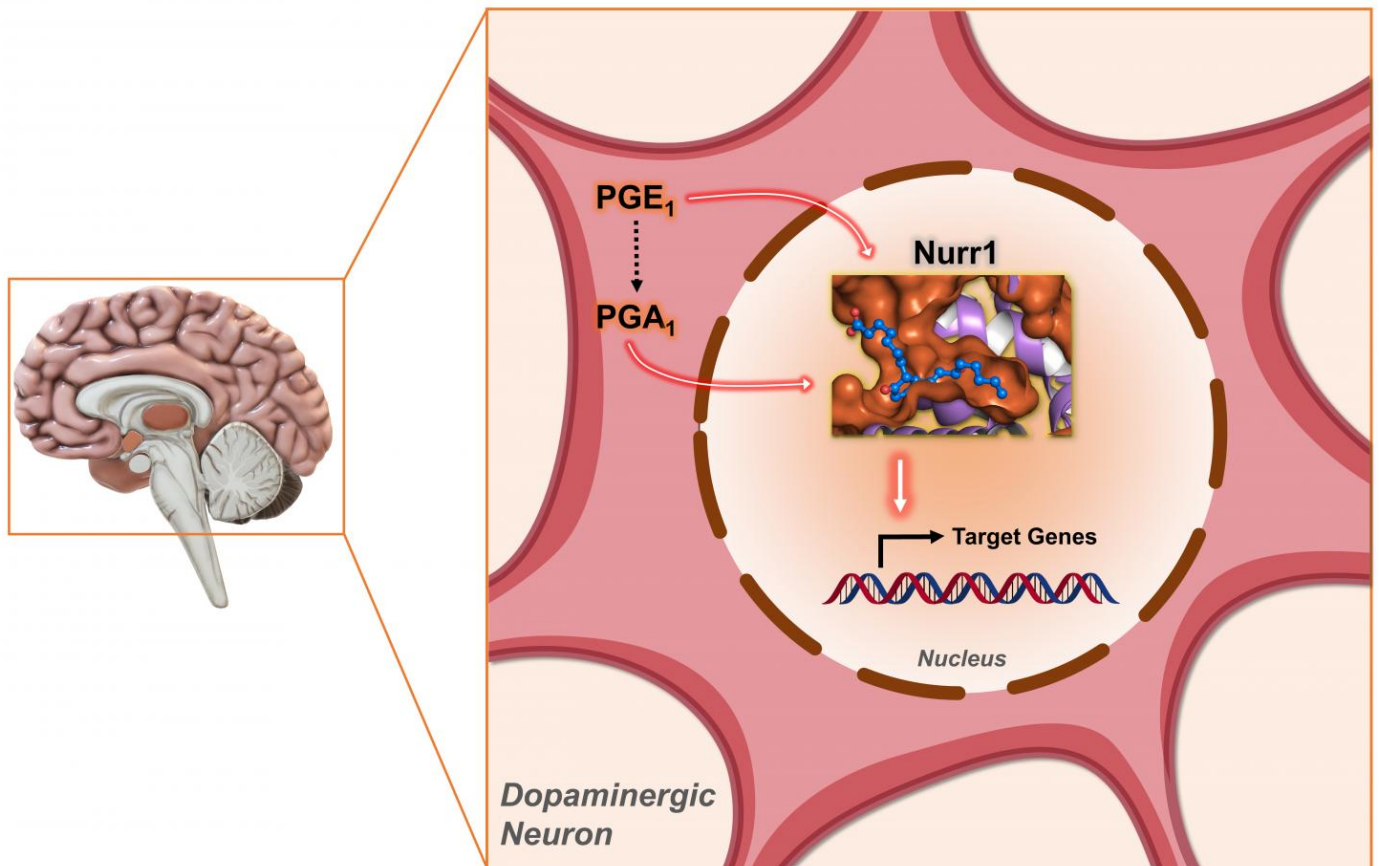 PGE₁
PGA₁
Nurr1
Target Genes
Nucleus
Dopaminergic
Neuron